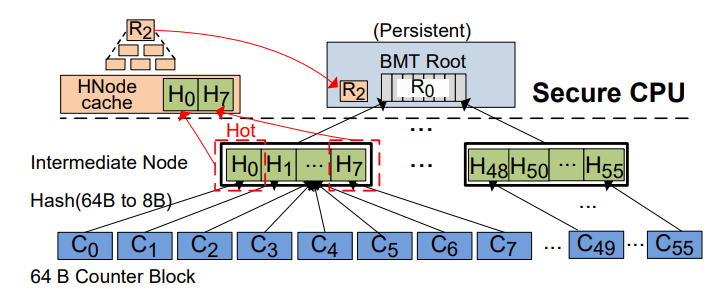 R2
(Persistent)
BMT Root
HNode
cache
H0 H7
R2
R0
Secure CPU
Hot
...
Intermediate Node
H0 H1 ... H7
...
H48 H50 ... H55
Hash(64B to 8B)
...
C0 C1 C2 C3 C4 C5 C6 C7 ... C49 ... C55
64 B Counter Block